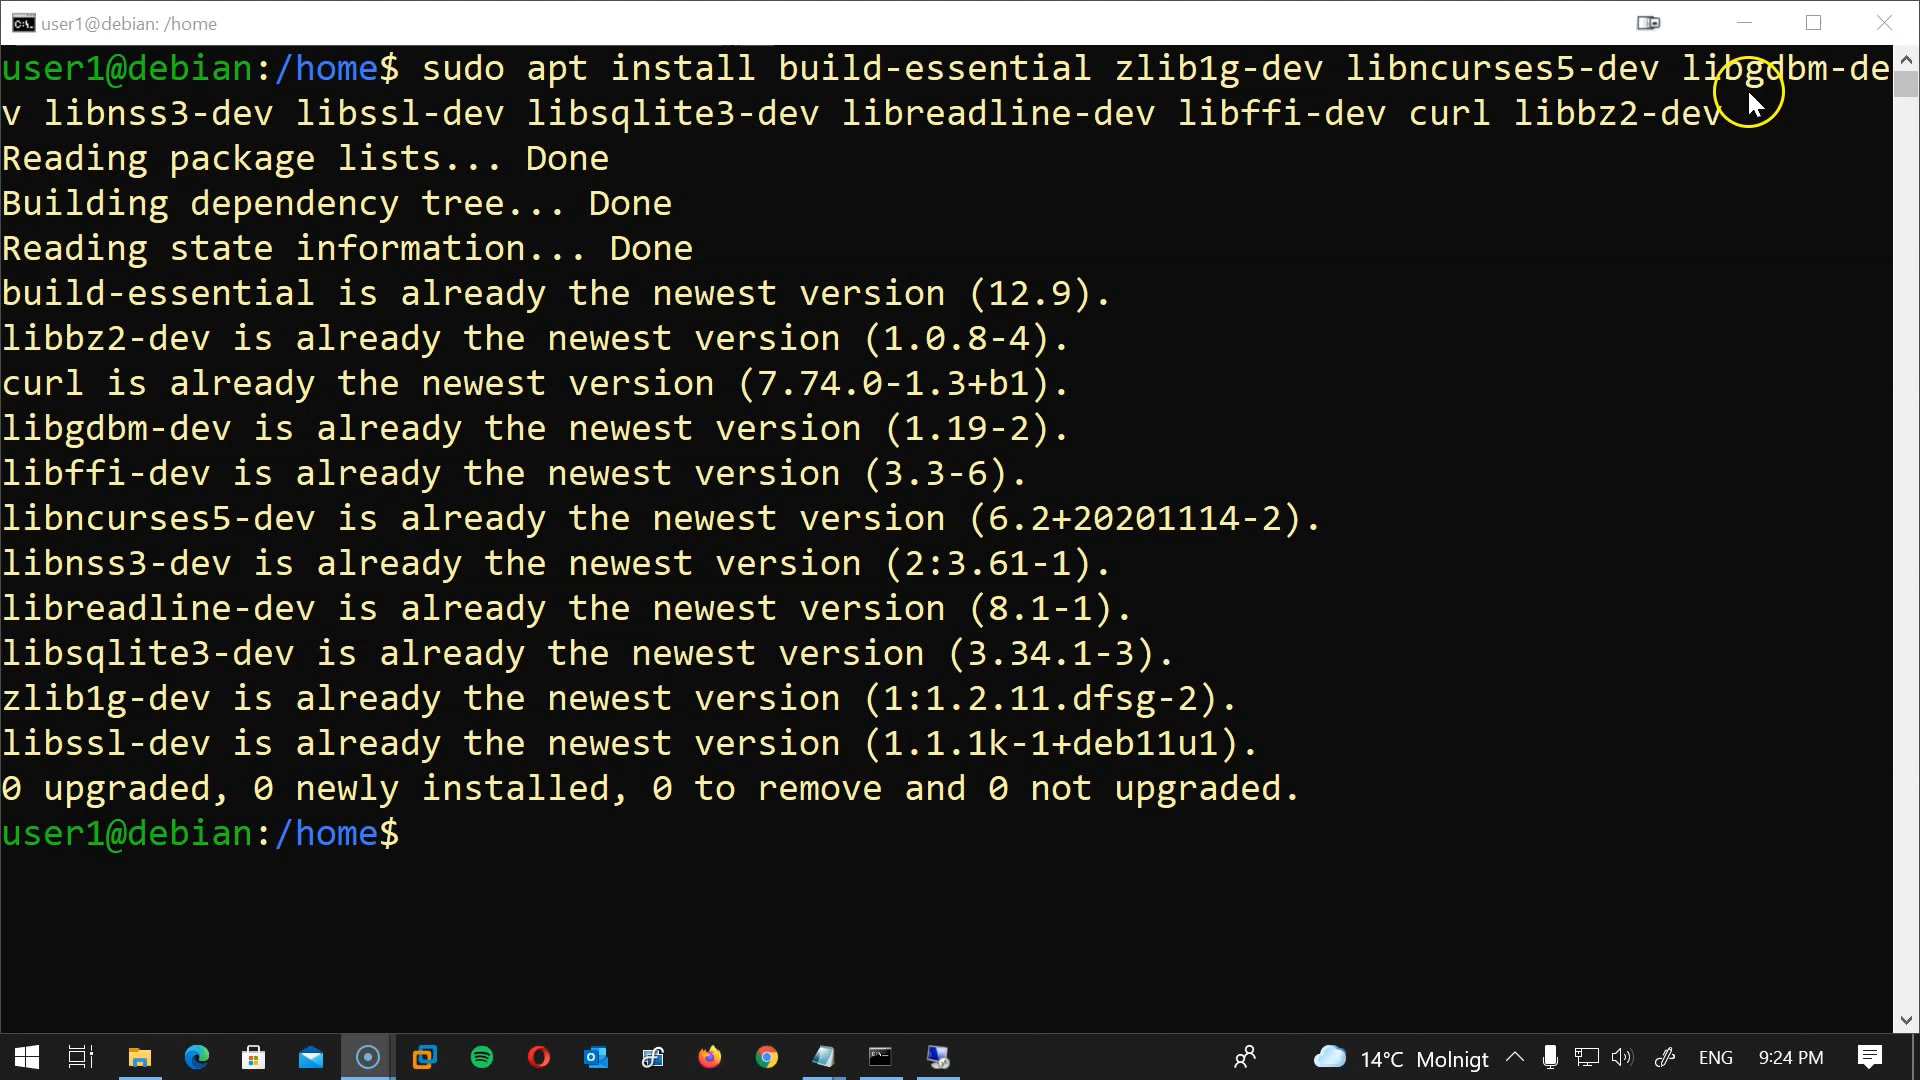 user1@debian: /home
user1@debian:/home$ sudo apt install build-essential zlib1g-dev libncurses5-dev libgdbm-de
v libnss3-dev libssl-dev libsqlite3-dev libreadline-dev libffi-dev curl libbz2-dev
Reading package lists... Done
Building dependency tree... Done
Reading state information... Done
build-essential is already the newest version (12.9).
libbz2-dev is already the newest version (1.0.8-4).
curl is already the newest version (7.74.0-1.3+b1).
libgdbm-dev is already the newest version (1.19-2).
libffi-dev is already the newest version (3.3-6).
libncurses5-dev is already the newest version (6.2+20201114-2).
libnss3-dev is already the newest version (2:3.61-1).
libreadline-dev is already the newest version (8.1-1).
libsqlite3-dev is already the newest version (3.34.1-3).
zlib1g-dev is already the newest version (1:1.2.11.dfsg-2).
libssl-dev is already the newest version (1.1.1k-1+deb11u1).
0 upgraded, 0 newly installed, 0 to remove and 0 not upgraded.
user1@debian:/home$
14°C Molnigt ENG 9:24 PM